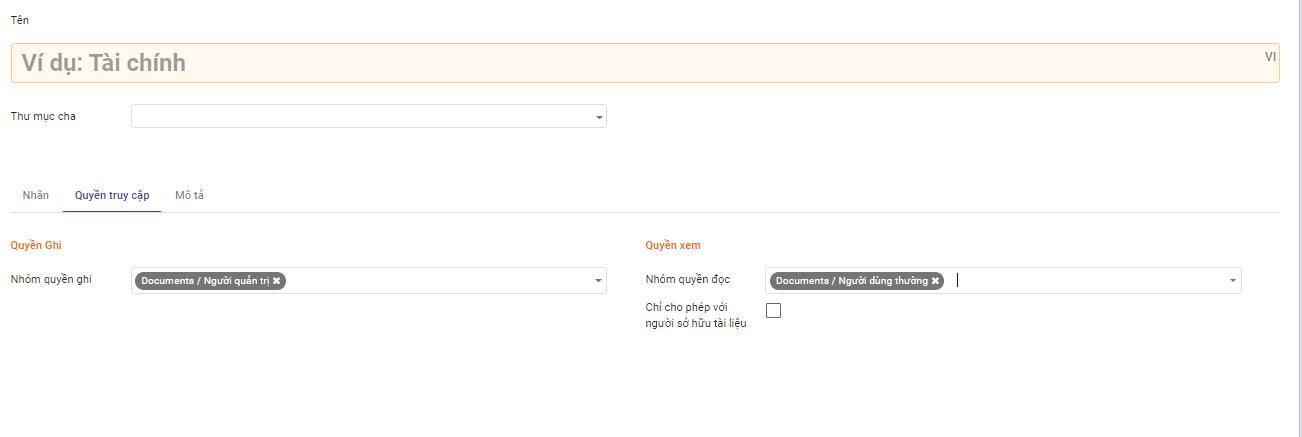 Tên
Ví dụ: Tài chính
VI
Thư mục cha
Nhãn
Quyền truy cập
Mô tả
Quyền Ghi
Quyền xem
Nhóm quyền ghi
Documents / Người quản trị ✖
Nhóm quyền đọc
Documents / Người dùng thường ✖
Chỉ cho phép với
người sở hữu tài liệu